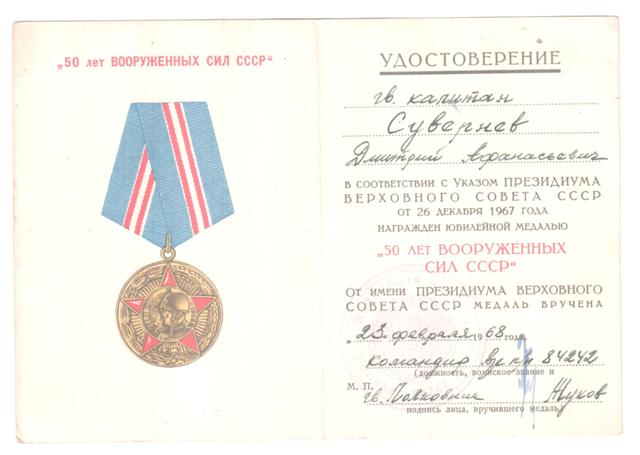 „50 лет ВООРУЖЕННЫХ СИЛ СССР“
УДОСТОВЕРЕНИЕ
гв. капитан
Сувернев
Дмитрий Афанасьевич
В СООТВЕТСТВИИ С УКАЗОМ ПРЕЗИДИУМА
ВЕРХОВНОГО СОВЕТА СССР
ОТ 26 ДЕКАБРЯ 1967 ГОДА
НАГРАЖДЕН ЮБИЛЕЙНОЙ МЕДАЛЬЮ
„50 ЛЕТ ВООРУЖЕННЫХ
СИЛ СССР“
ОТ ИМЕНИ ПРЕЗИДИУМА ВЕРХОВНОГО
СОВЕТА СССР МЕДАЛЬ ВРУЧЕНА
„23 февраля 1968 года
командир в/ч п/п 84242
(должность, воинское звание и
М. П.
гв. Полковник Жуков
подпись лица, вручившего медаль)